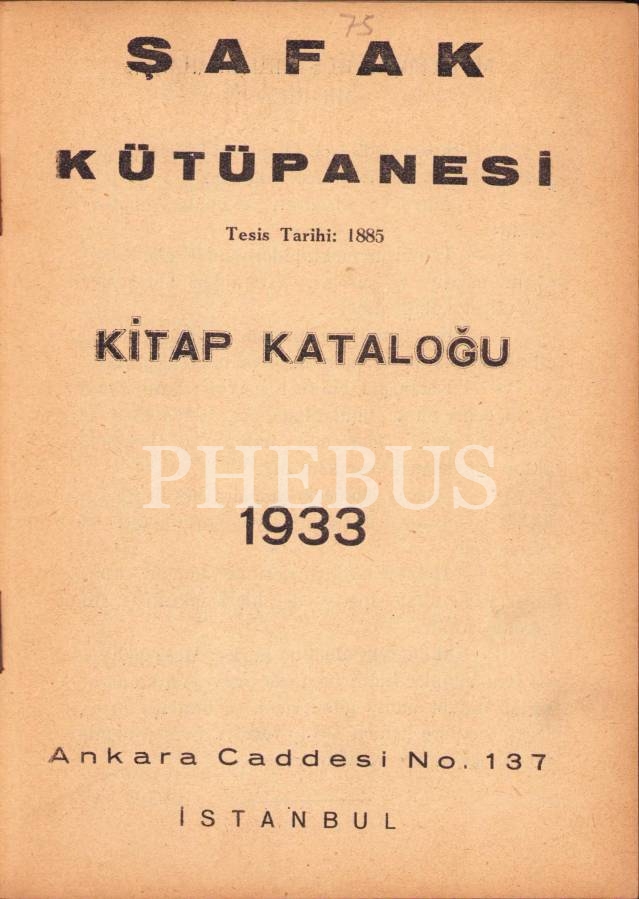 75
ŞAFAK
KÜTÜPANESİ
Tesis Tarihi: 1885
KİTAP KATALOĞU
PHEBUS
1933
Ankara Caddesi No. 137
İSTANBUL